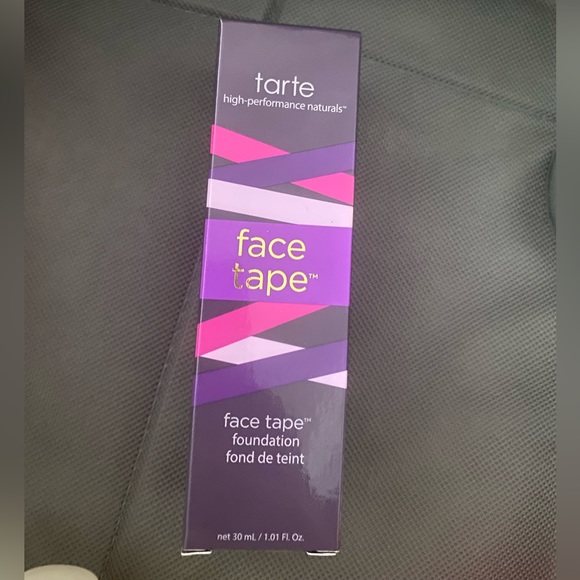 tarte
high-performance naturals™
face
tape™
face tape™
foundation
fond de teint
net 30 mL / 1.01 Fl. Oz.